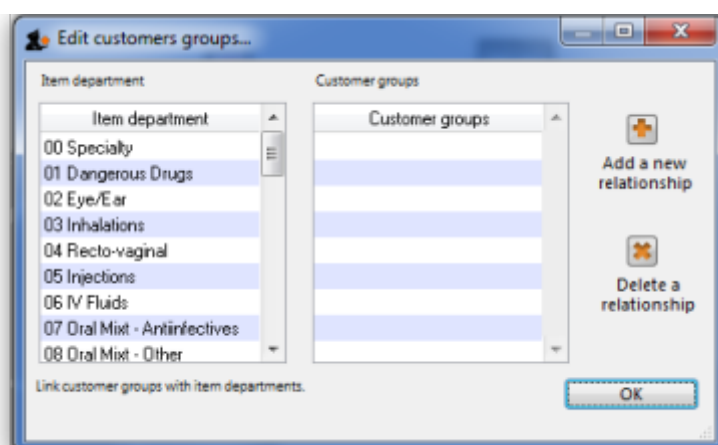 Edit customers groups...
Item department
Customer groups
Item department
Customer groups
00 Specialty
01 Dangerous Drugs
02 Eye/Ear
03 Inhalations
04 Recto-vaginal
05 Injections
06 IV Fluids
07 Oral Mixt - Antiinfectives
08 Oral Mixt - Other
Add a new
relationship
Delete a
relationship
Link customer groups with item departments.
OK